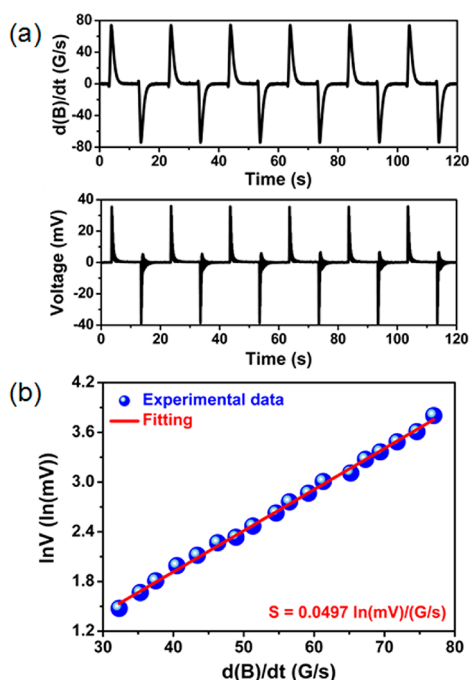 (a)
d(B)/dt (G/s)
80
40
0
-40
-80
0 20 40 60 80 100 120
Time (s)
Voltage (mV)
40
20
0
-20
-40
0 20 40 60 80 100 120
Time (s)
(b)
lnV (ln(mV))
4.2
3.6
3.0
2.4
1.8
1.2
Experimental data
Fitting
S = 0.0497 ln(mV)/(G/s)
30 40 50 60 70 80
d(B)/dt (G/s)